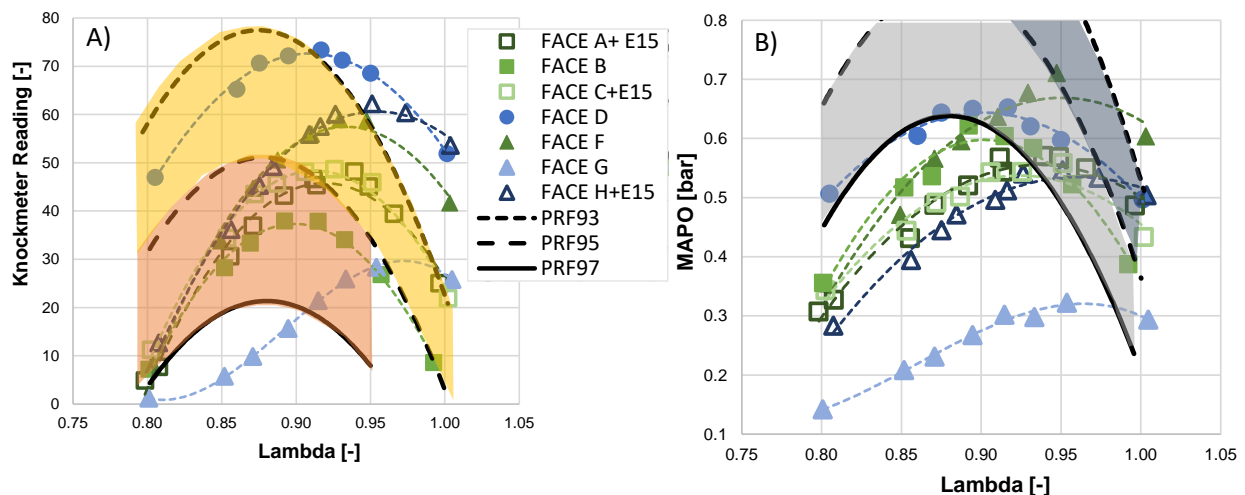 A)
Knockmeter Reading [-]
80
70
60
50
40
30
20
10
0
0.75
0.80
0.85
0.90
0.95
1.00
1.05
Lambda [-]
FACE A+ E15
FACE B
FACE C+E15
FACE D
FACE F
FACE G
FACE H+E15
PRF93
PRF95
PRF97
B)
MAPO [bar]
0.8
0.7
0.6
0.5
0.4
0.3
0.2
0.1
0.75
0.80
0.85
0.90
0.95
1.00
1.05
Lambda [-]